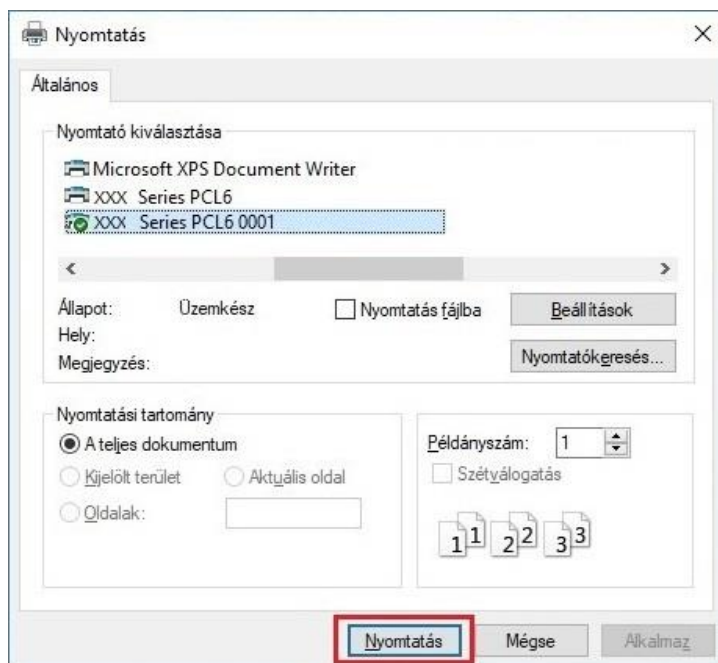 Nyomtatás
Általános
Nyomtató kiválasztása
Microsoft XPS Document Writer
XXX Series PCL6
XXX Series PCL6 0001
Állapot: Üzemkész
Nyomtatás fájlba
Beállítások
Hely:
Megjegyzés:
Nyomtatókeresés...
Nyomtatási tartomány
A teljes dokumentum
Kijelölt terület
Aktuális oldal
Oldalak:
Példányszám: 1
Szétválogatás
1 1 2 2 3 3
Nyomtatás
Mégse
Alkalmaz